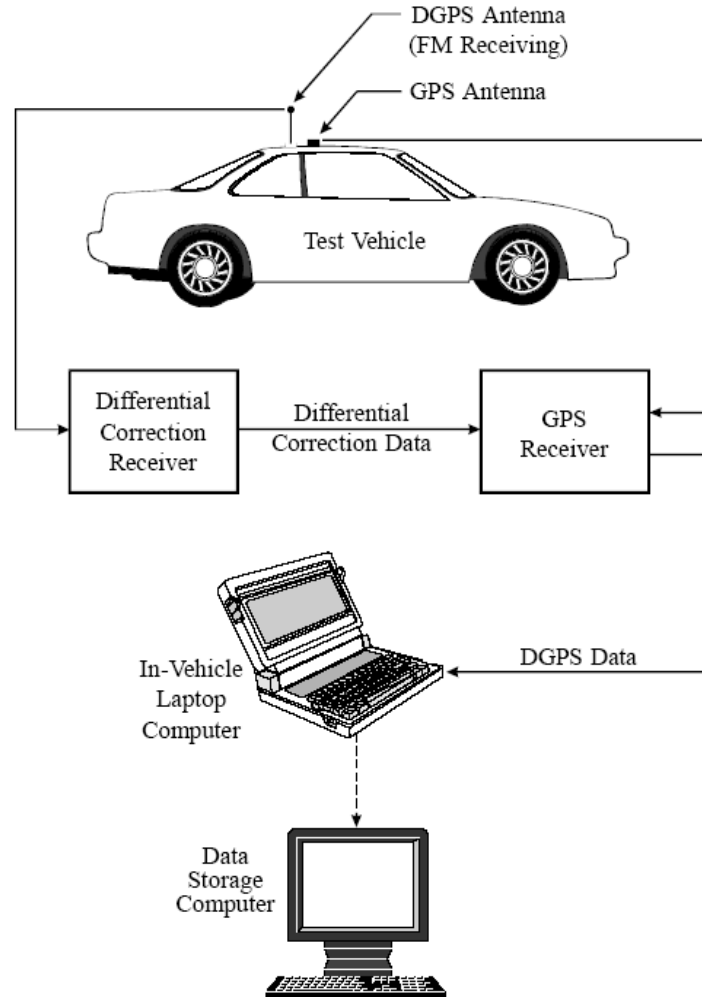 DGPS Antenna
(FM Receiving)
GPS Antenna
Test Vehicle
Differential
Correction
Receiver
Differential
Correction Data
GPS
Receiver
DGPS Data
In-Vehicle
Laptop
Computer
Data
Storage
Computer